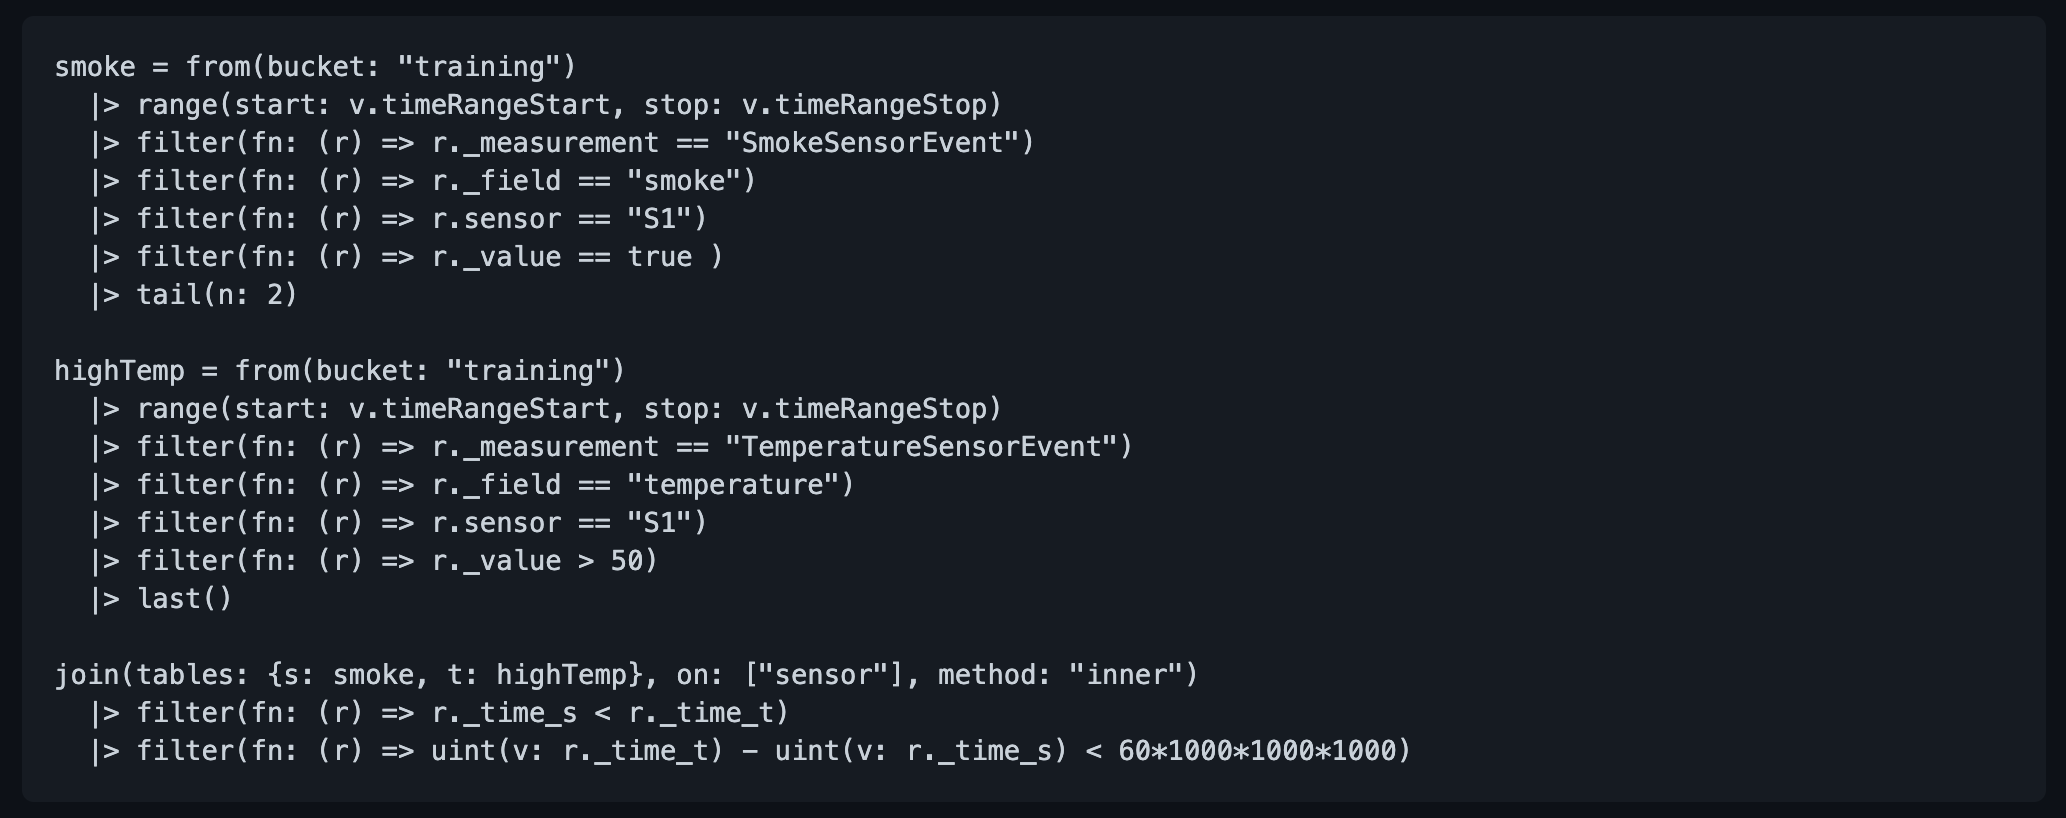 smoke = from(bucket: "training")
  |> range(start: v.timeRangeStart, stop: v.timeRangeStop)
  |> filter(fn: (r) => r._measurement == "SmokeSensorEvent")
  |> filter(fn: (r) => r._field == "smoke")
  |> filter(fn: (r) => r.sensor == "S1")
  |> filter(fn: (r) => r._value == true )
  |> tail(n: 2)

highTemp = from(bucket: "training")
  |> range(start: v.timeRangeStart, stop: v.timeRangeStop)
  |> filter(fn: (r) => r._measurement == "TemperatureSensorEvent")
  |> filter(fn: (r) => r._field == "temperature")
  |> filter(fn: (r) => r.sensor == "S1")
  |> filter(fn: (r) => r._value > 50)
  |> last()

join(tables: {s: smoke, t: highTemp}, on: ["sensor"], method: "inner")
  |> filter(fn: (r) => r._time_s < r._time_t)
  |> filter(fn: (r) => uint(v: r._time_t) - uint(v: r._time_s) < 60*1000*1000*1000)